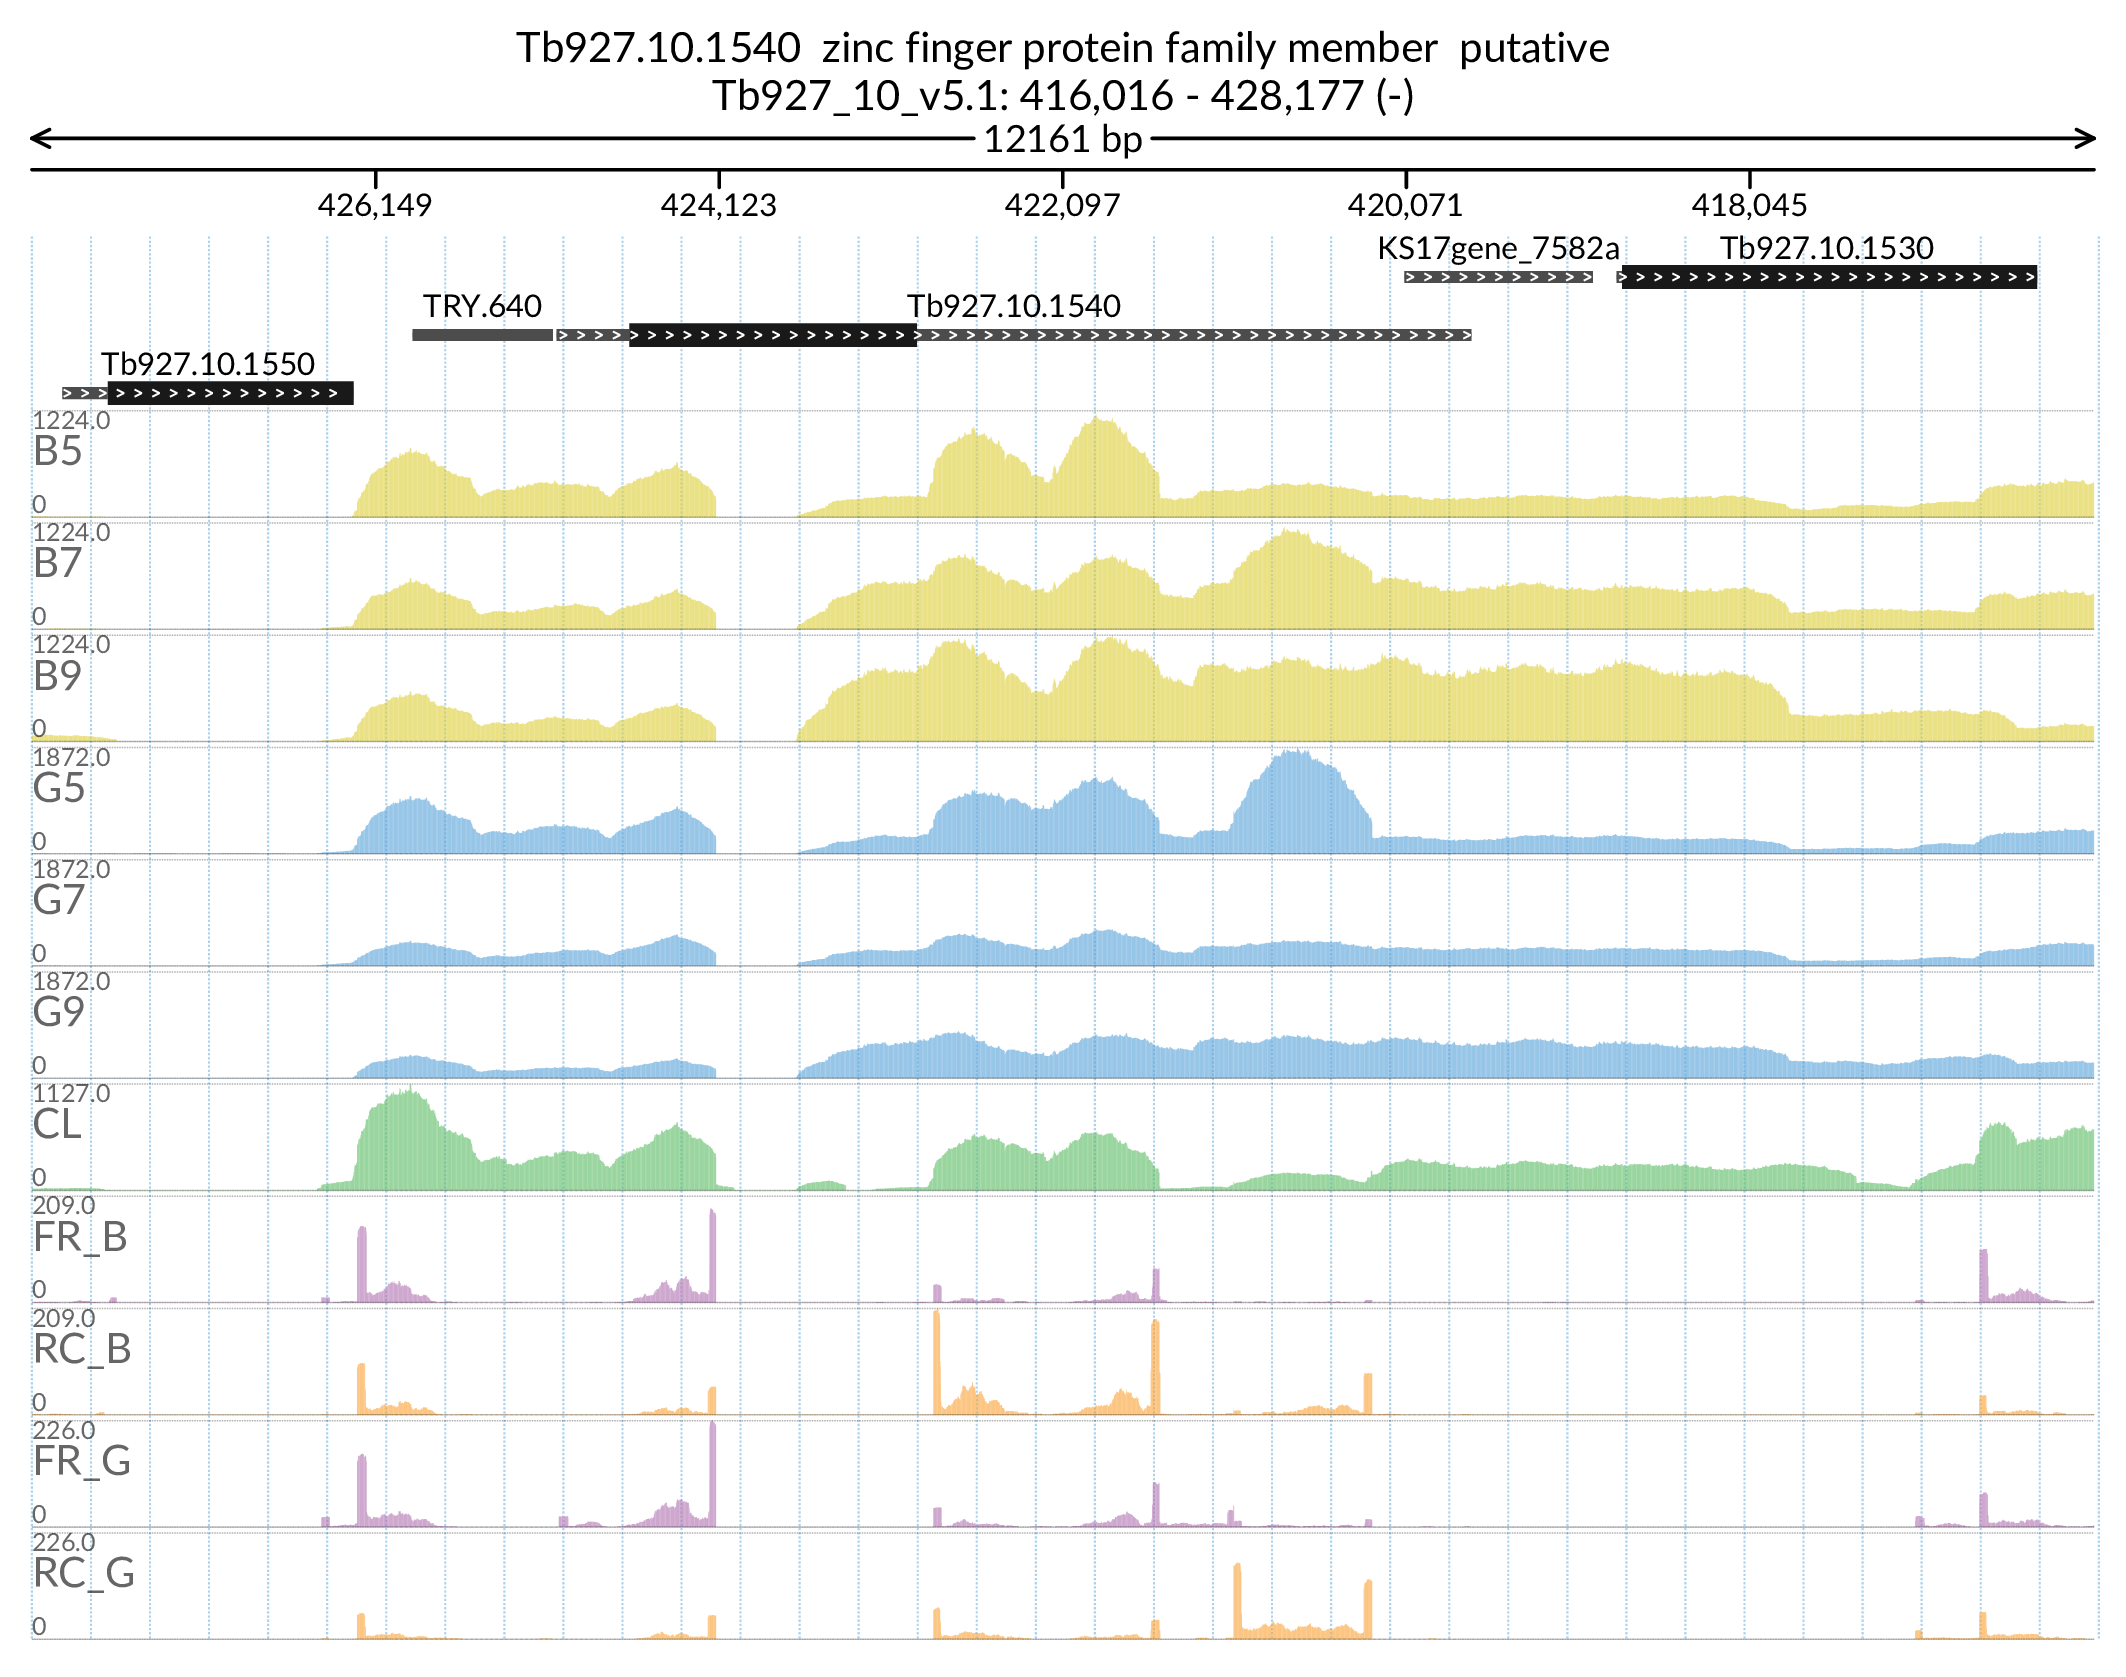 Tb927.10.1540 zinc finger protein family member putative
Tb927_10_v5.1: 416,016 - 428,177 (-)
12161 bp
426,149 424,123 422,097 420,071 418,045
KS17gene_7582a Tb927.10.1530
TRY.640 Tb927.10.1540
Tb927.10.1550
1224.0
B5
0
1224.0
B7
0
1224.0
B9
0
1872.0
G5
0
1872.0
G7
0
1872.0
G9
0
1127.0
CL
0
209.0
FR_B
0
209.0
RC_B
0
226.0
FR_G
0
226.0
RC_G
0